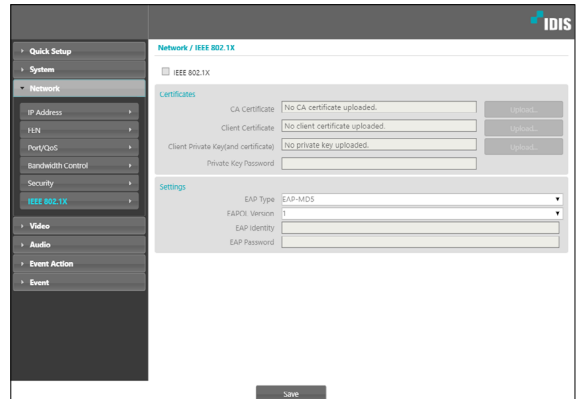 IDIS
Quick Setup
System
Network
IP Address
FEN
Port/QoS
Bandwidth Control
Security
IEEE 802.1X
Video
Audio
Event Action
Event
Network / IEEE 802.1X
IEEE 802.1X
Certificates
CA Certificate No CA certificate uploaded. Upload...
Client Certificate No client certificate uploaded. Upload...
Client Private Key(and certificate) No private key uploaded. Upload...
Private Key Password
Settings
EAP Type EAP-MD5
EAPOL Version 1
EAP Identity
EAP Password
Save